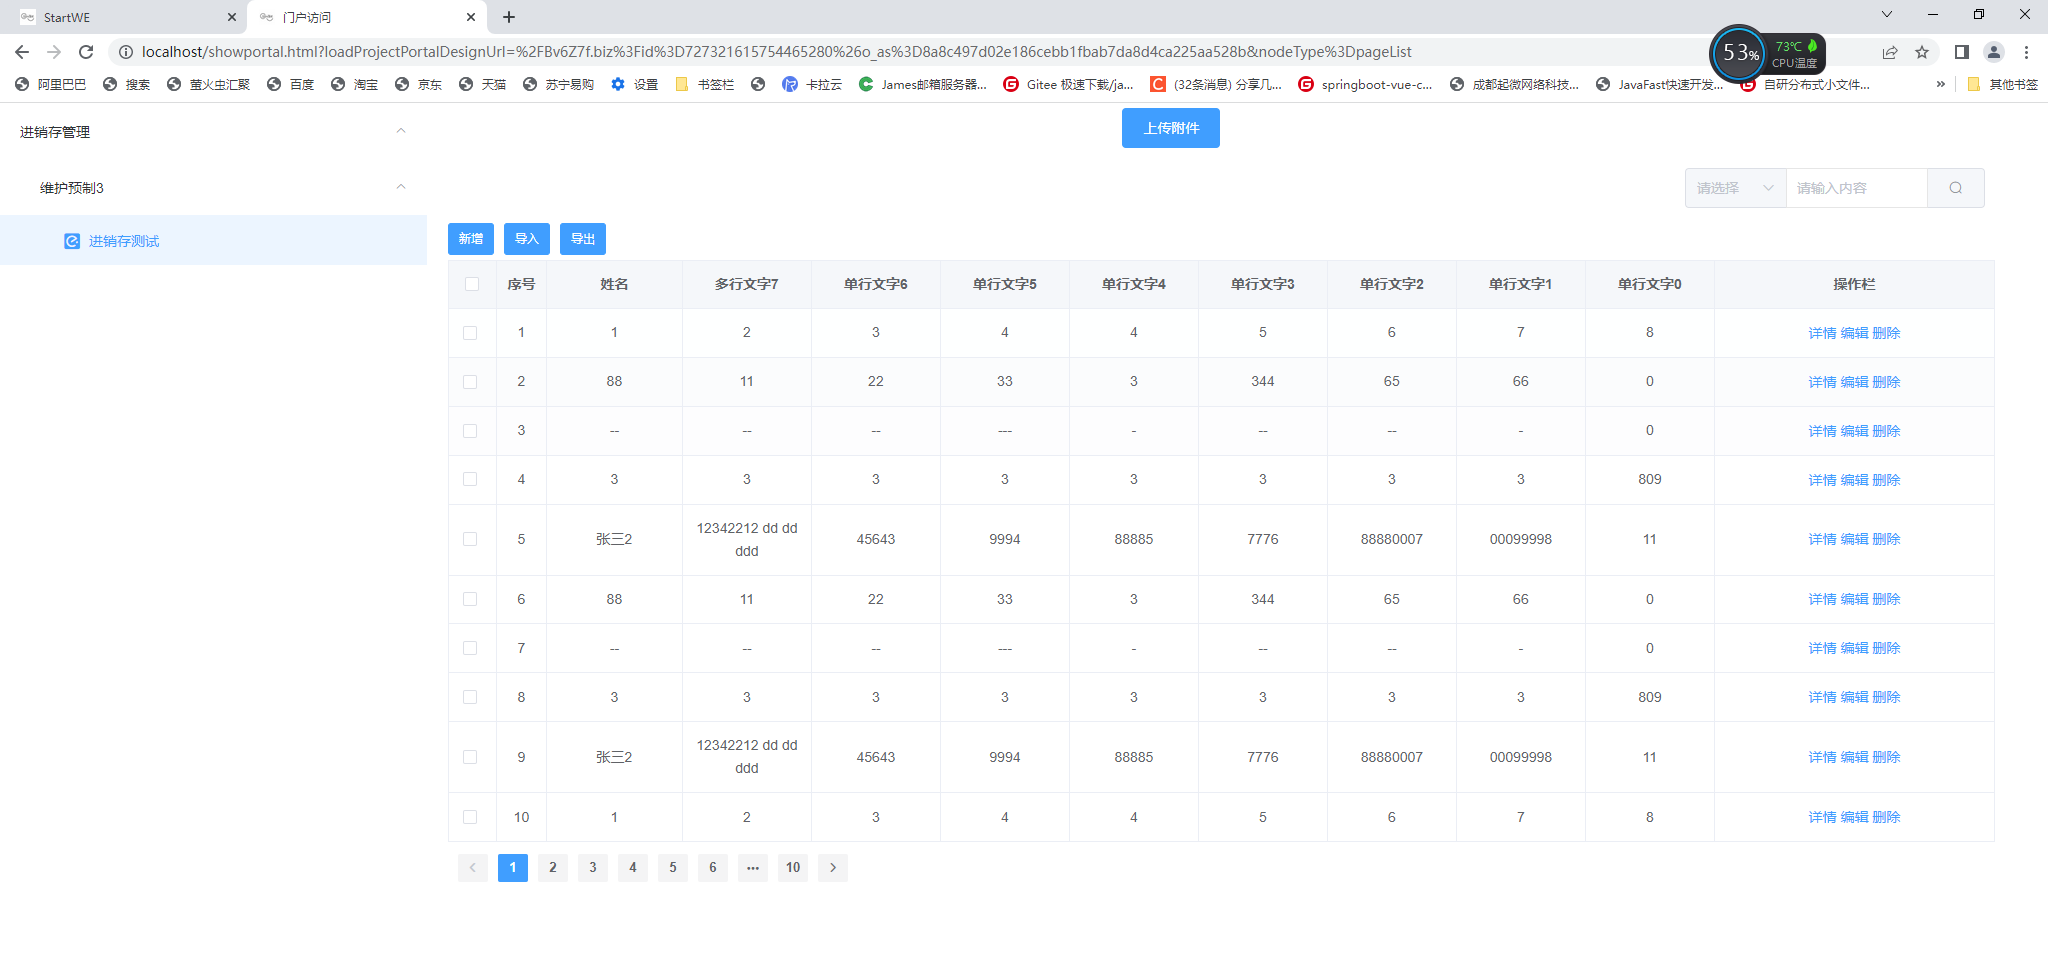 StartWE
门户访问
localhost/showportal.html?loadProjectPortalDesignUrl=%2FBv6Z7f.biz%3Fid%3D727321615754465280%26o_as%3D8a8c497d02e186cebb1fbab7da8d4ca225aa528b&nodeType%3DpageList
53%
73℃
CPU温度
阿里巴巴 搜索 萤火虫汇聚 百度 淘宝 京东 天猫 苏宁易购 设置 书签栏 卡拉云 James邮箱服务器... Gitee 极速下载/ja... (32条消息) 分享几... springboot-vue-c... 成都起微网络科技... JavaFast快速开发... 自研分布式小文件... » 其他书签
进销存管理
维护预制3
进销存测试
上传附件
请选择 请输入内容
新增 导入 导出
序号 姓名 多行文字7 单行文字6 单行文字5 单行文字4 单行文字3 单行文字2 单行文字1 单行文字0 操作栏
1 1 2 3 4 4 5 6 7 8 详情 编辑 删除
2 88 11 22 33 3 344 65 66 0 详情 编辑 删除
3 -- -- -- --- - -- -- - 0 详情 编辑 删除
4 3 3 3 3 3 3 3 3 809 详情 编辑 删除
5 张三2 12342212 dd dd ddd 45643 9994 88885 7776 88880007 00099998 11 详情 编辑 删除
6 88 11 22 33 3 344 65 66 0 详情 编辑 删除
7 -- -- -- --- - -- -- - 0 详情 编辑 删除
8 3 3 3 3 3 3 3 3 809 详情 编辑 删除
9 张三2 12342212 dd dd ddd 45643 9994 88885 7776 88880007 00099998 11 详情 编辑 删除
10 1 2 3 4 4 5 6 7 8 详情 编辑 删除
1 2 3 4 5 6 ... 10